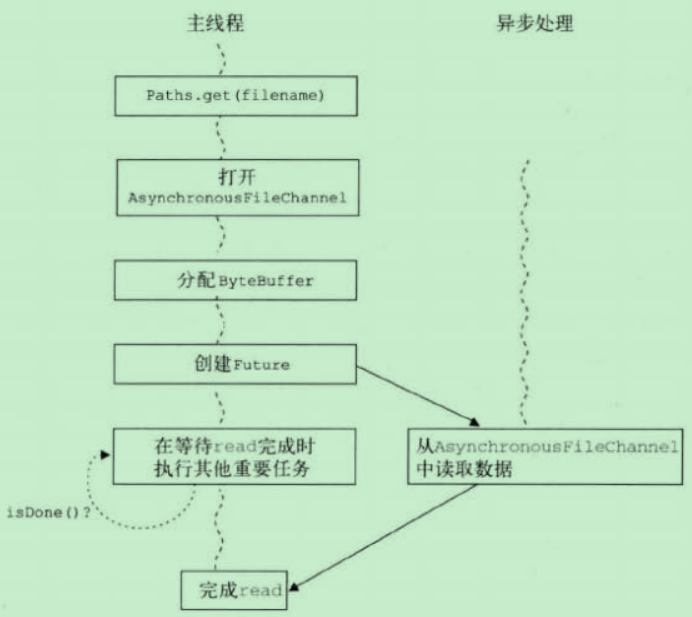 主线程
异步处理
Paths.get(filename)
打开
AsynchronousFileChannel
分配ByteBuffer
创建Future
在等待read完成时
执行其他重要任务
从AsynchronousFileChannel
中读取数据
isDone()?
完成read